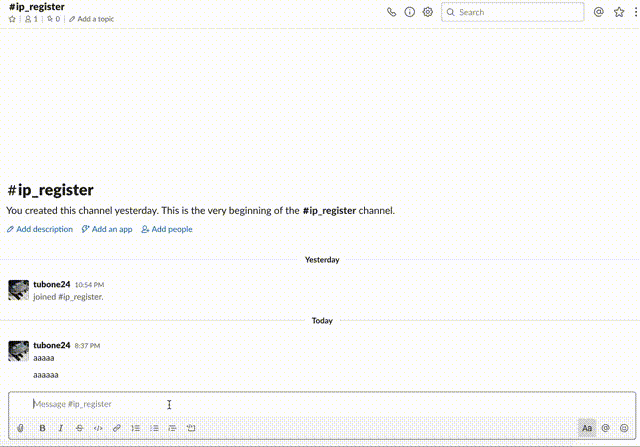 #ip_register
1 | 0 | Add a topic
Search
#ip_register
You created this channel yesterday. This is the very beginning of the #ip_register channel.
Add description Add an app Add people
Yesterday
tubone24 10:54 PM
joined #ip_register.
Today
tubone24 8:37 PM
aaaaa
aaaaaa
Message #ip_register
B I S </> Aa @